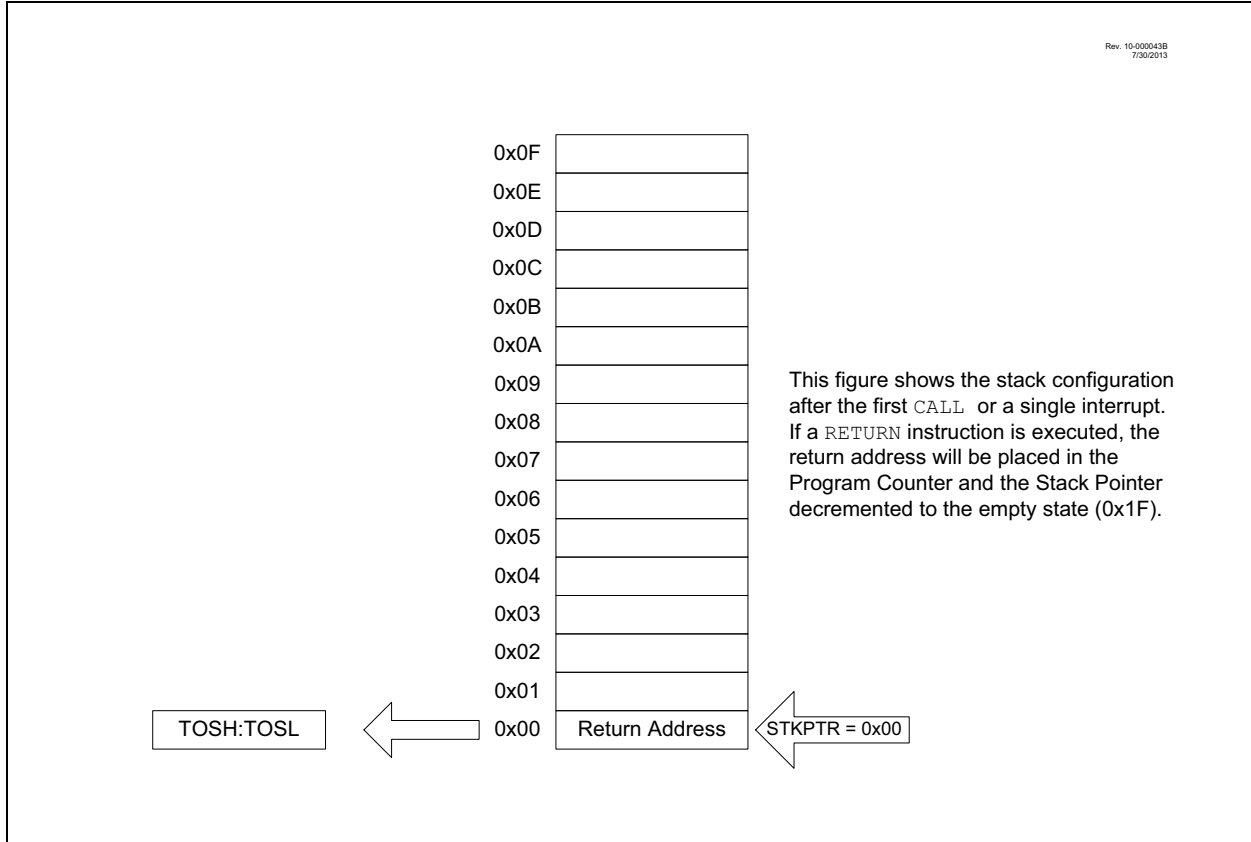 Rev. 10-000043B
7/30/2013
0x0F
0x0E
0x0D
0x0C
0x0B
0x0A
0x09
0x08
0x07
0x06
0x05
0x04
0x03
0x02
0x01
This figure shows the stack configuration
after the first CALL or a single interrupt.
If a RETURN instruction is executed, the
return address will be placed in the
Program Counter and the Stack Pointer
decremented to the empty state (0x1F).
TOSH:TOSL
0x00
Return Address
STKPTR = 0x00